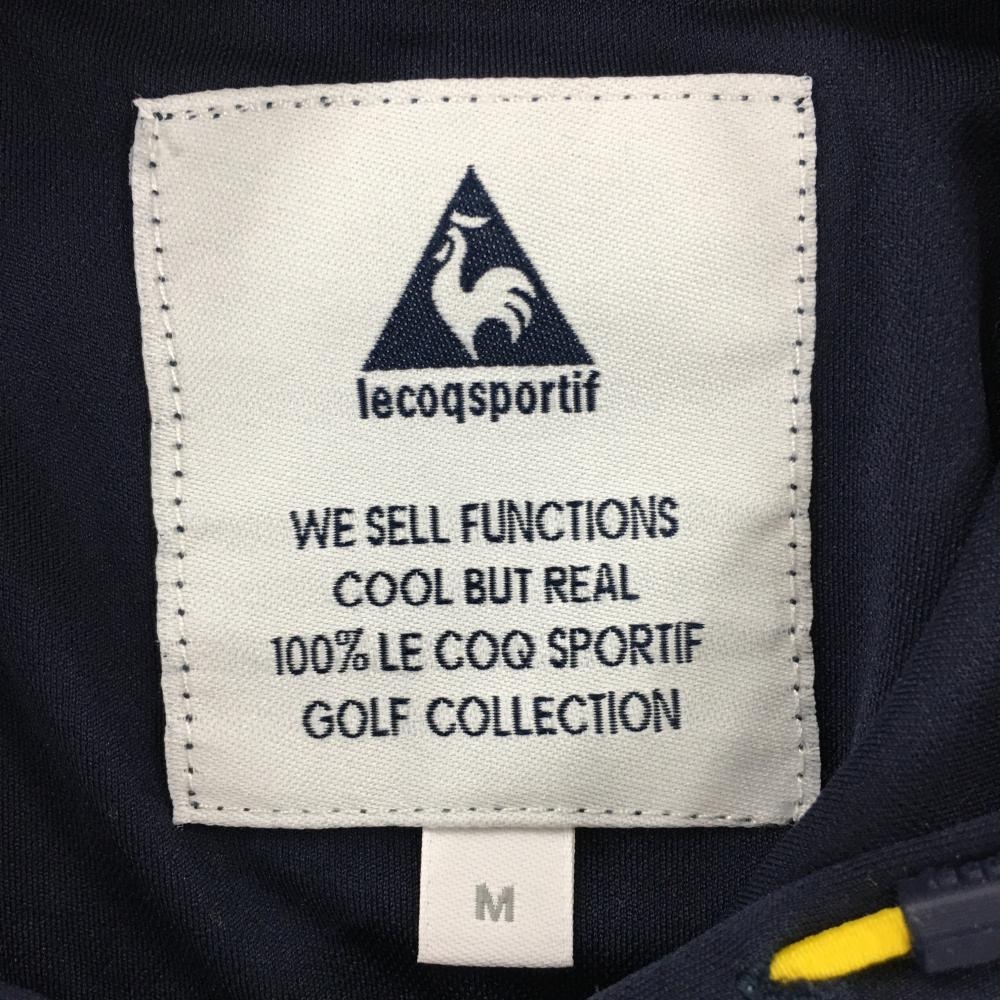 lecoqsportif
WE SELL FUNCTIONS
COOL BUT REAL
100% LE COQ SPORTIF
GOLF COLLECTION
M